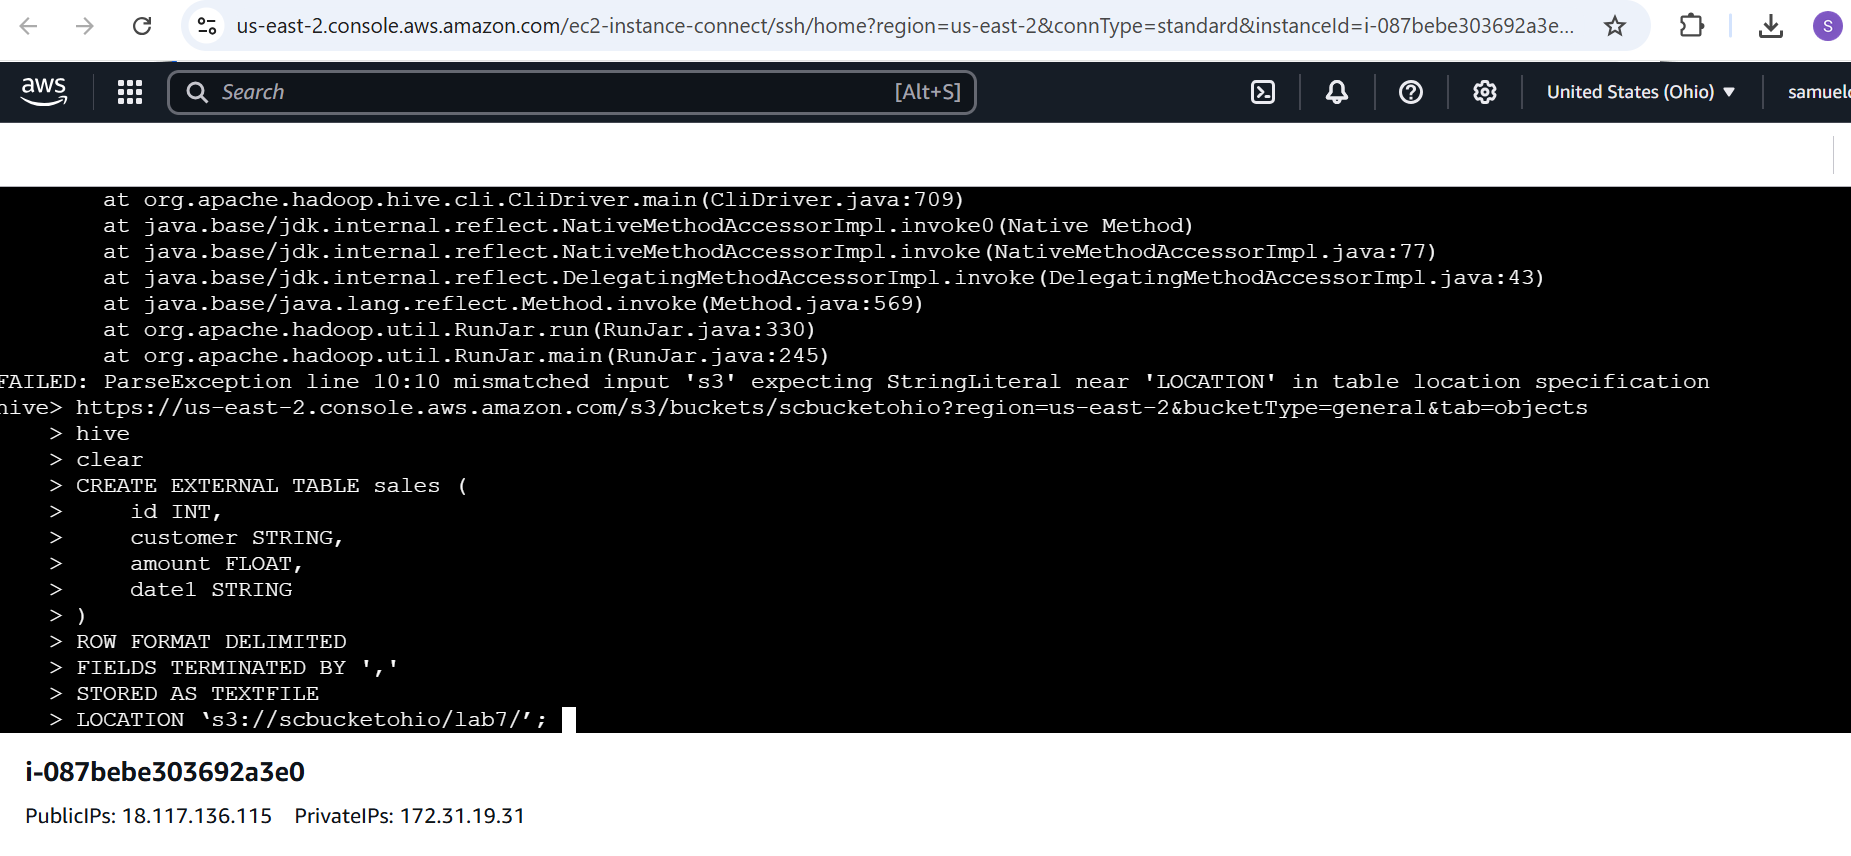 us-east-2.console.aws.amazon.com/ec2-instance-connect/ssh/home?region=us-east-2&connType=standard&instanceId=i-087bebe303692a3e...
S
aws
Search
[Alt+S]
United States (Ohio) ▼
samuelc
at org.apache.hadoop.hive.cli.CliDriver.main(CliDriver.java:709)
at java.base/jdk.internal.reflect.NativeMethodAccessorImpl.invoke0(Native Method)
at java.base/jdk.internal.reflect.NativeMethodAccessorImpl.invoke(NativeMethodAccessorImpl.java:77)
at java.base/jdk.internal.reflect.DelegatingMethodAccessorImpl.invoke(DelegatingMethodAccessorImpl.java:43)
at java.base/java.lang.reflect.Method.invoke(Method.java:569)
at org.apache.hadoop.util.RunJar.run(RunJar.java:330)
at org.apache.hadoop.util.RunJar.main(RunJar.java:245)
FAILED: ParseException line 10:10 mismatched input 's3' expecting StringLiteral near 'LOCATION' in table location specification
hive> https://us-east-2.console.aws.amazon.com/s3/buckets/scbucketohio?region=us-east-2&bucketType=general&tab=objects
> hive
> clear
> CREATE EXTERNAL TABLE sales (
> id INT,
> customer STRING,
> amount FLOAT,
> date1 STRING
> )
> ROW FORMAT DELIMITED
> FIELDS TERMINATED BY ','
> STORED AS TEXTFILE
> LOCATION ‘s3://scbucketohio/lab7/’;
i-087bebe303692a3e0
PublicIPs: 18.117.136.115 PrivateIPs: 172.31.19.31